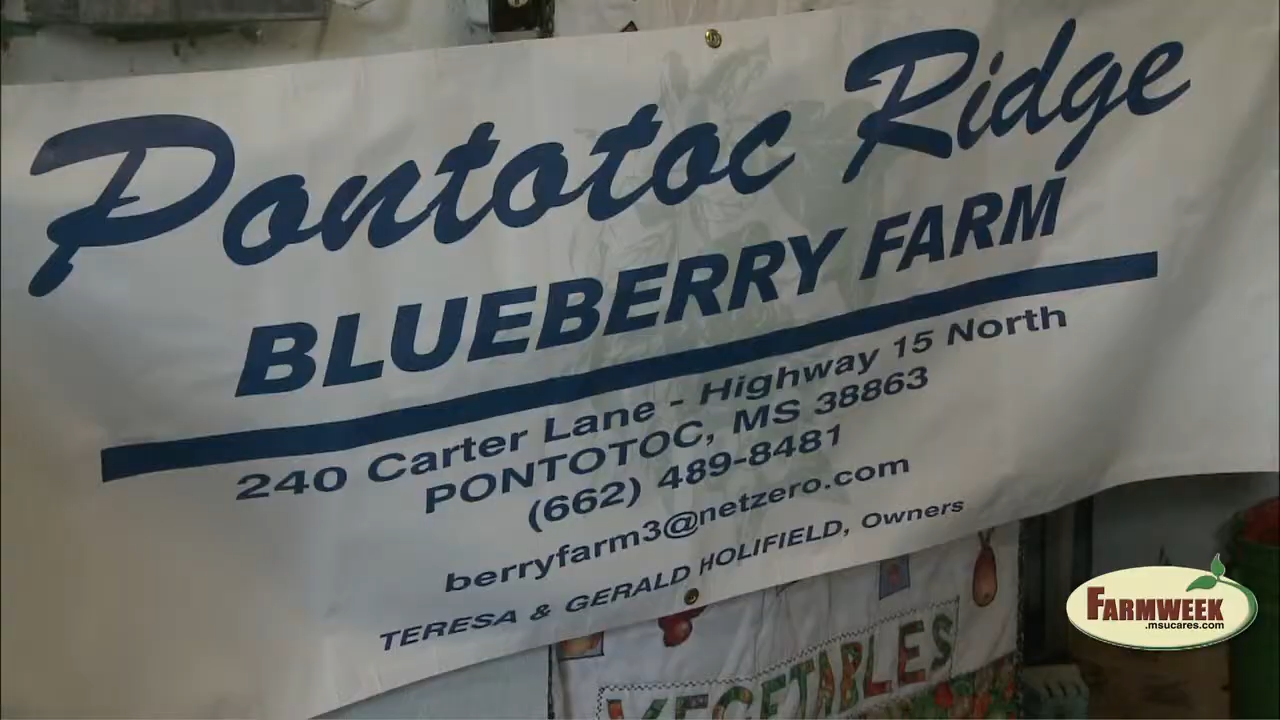 Pontotoc Ridge
BLUEBERRY FARM
240 Carter Lane - Highway 15 North
PONTOTOC, MS 38863
(662) 489-8481
berryfarm3@netzero.com
TERESA & GERALD HOLIFIELD, Owners
VEGETABLES
FARMWEEK
.msucares.com